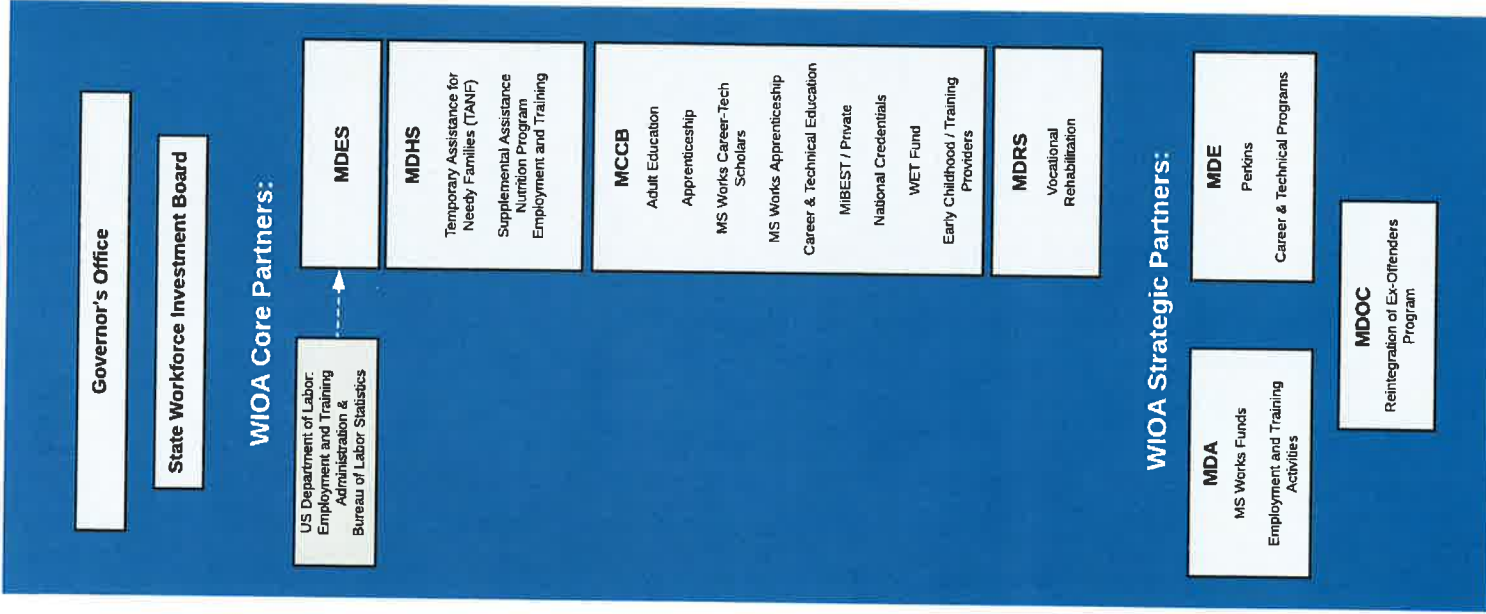 Governor's Office
State Workforce Investment Board
WIOA Core Partners:
US Department of Labor:
Employment and Training
Administration &
Bureau of Labor Statistics
MDES
MDHS
Temporary Assistance for
Needy Families (TANF)
Supplemental Assistance
Nutrition Program
Employment and Training
MCCB
Adult Education
Apprenticeship
MS Works Career-Tech
Scholars
MS Works Apprenticeship
Career & Technical Education
MiBEST / Private
National Credentials
WET Fund
Early Childhood / Training
Providers
MDRS
Vocational
Rehabilitation
WIOA Strategic Partners:
MDA
MS Works Funds
Employment and Training
Activities
MDE
Perkins
Career & Technical Programs
MDOC
Reintegration of Ex-Offenders
Program